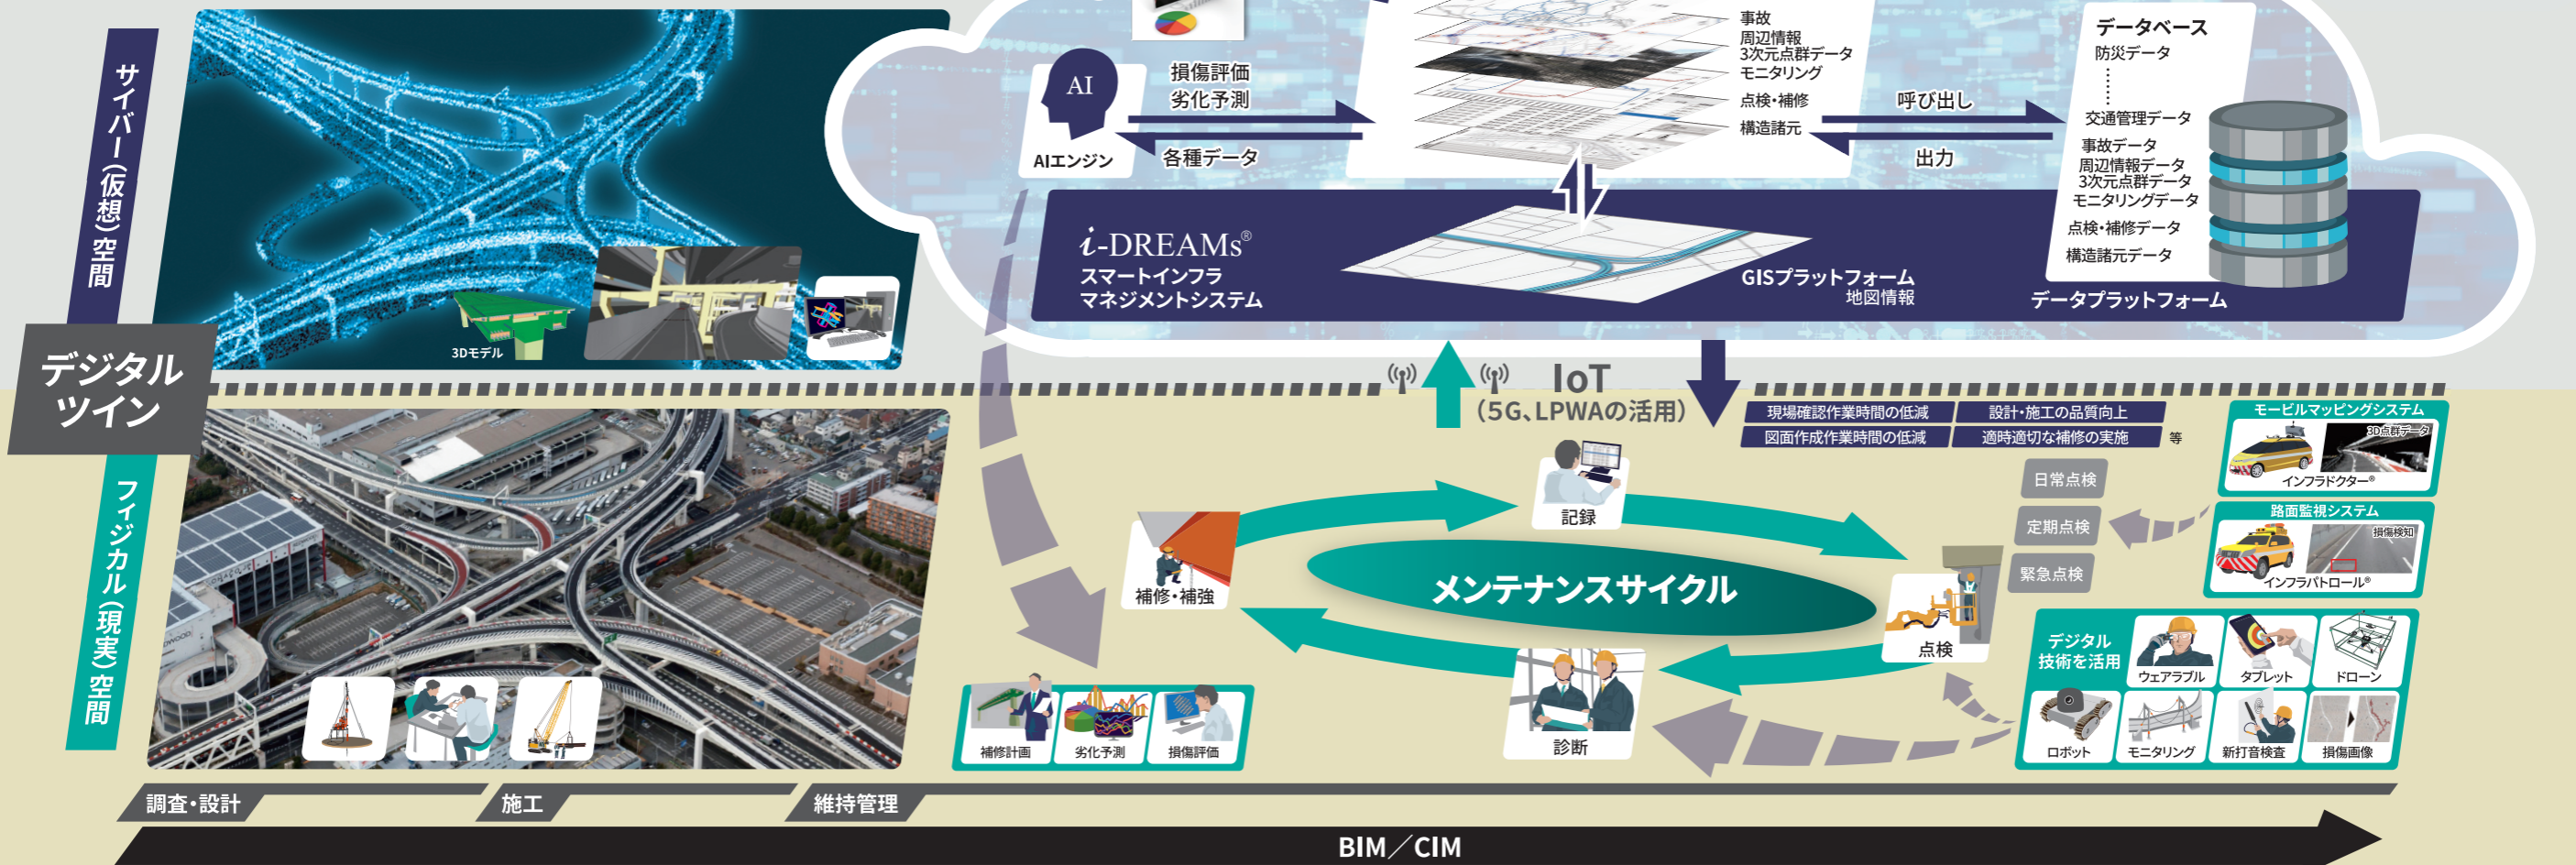 サイバー(仮想)空間
デジタル
ツイン
フィジカル(現実)空間
3Dモデル
AI
AIエンジン
損傷評価
劣化予測
各種データ
事故
周辺情報
3次元点群データ
モニタリング
点検・補修
構造諸元
呼び出し
出力
データベース
防災データ
交通管理データ
事故データ
周辺情報データ
3次元点群データ
モニタリングデータ
点検・補修データ
構造諸元データ
データプラットフォーム
i-DREAMs®
スマートインフラ
マネジメントシステム
GISプラットフォーム
地図情報
IoT
(5G、LPWAの活用)
現場確認作業時間の低減
設計・施工の品質向上
図面作成作業時間の低減
適時適切な補修の実施
等
モービルマッピングシステム
3D点群データ
インフラドクター®
路面監視システム
損傷検知
インフラパトロール®
日常点検
定期点検
緊急点検
記録
補修・補強
メンテナンスサイクル
点検
診断
デジタル
技術を活用
ウェアラブル
タブレット
ドローン
ロボット
モニタリング
新打音検査
損傷画像
補修計画
劣化予測
損傷評価
調査・設計
施工
維持管理
BIM／CIM